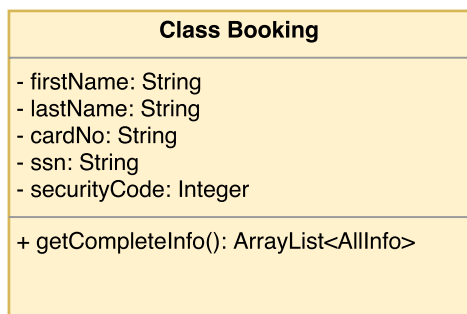 Class Booking
- firstName: String
- lastName: String
- cardNo: String
- ssn: String
- securityCode: Integer
+ getCompleteInfo(): ArrayList<AllInfo>